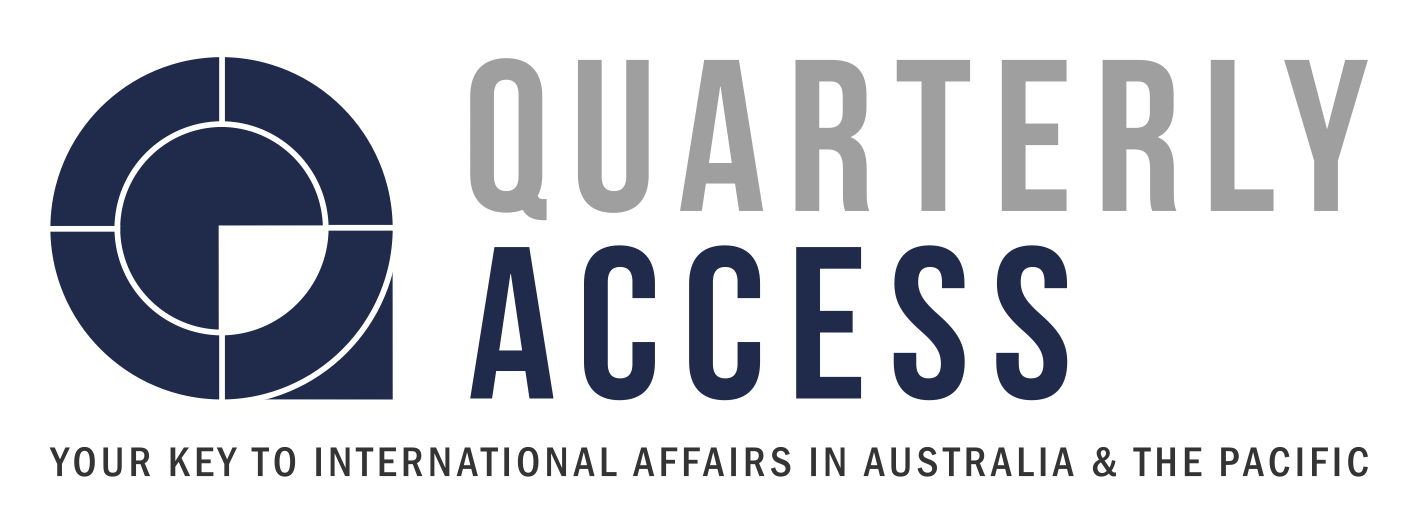 QUARTERLY
ACCESS
YOUR KEY TO INTERNATIONAL AFFAIRS IN AUSTRALIA & THE PACIFIC